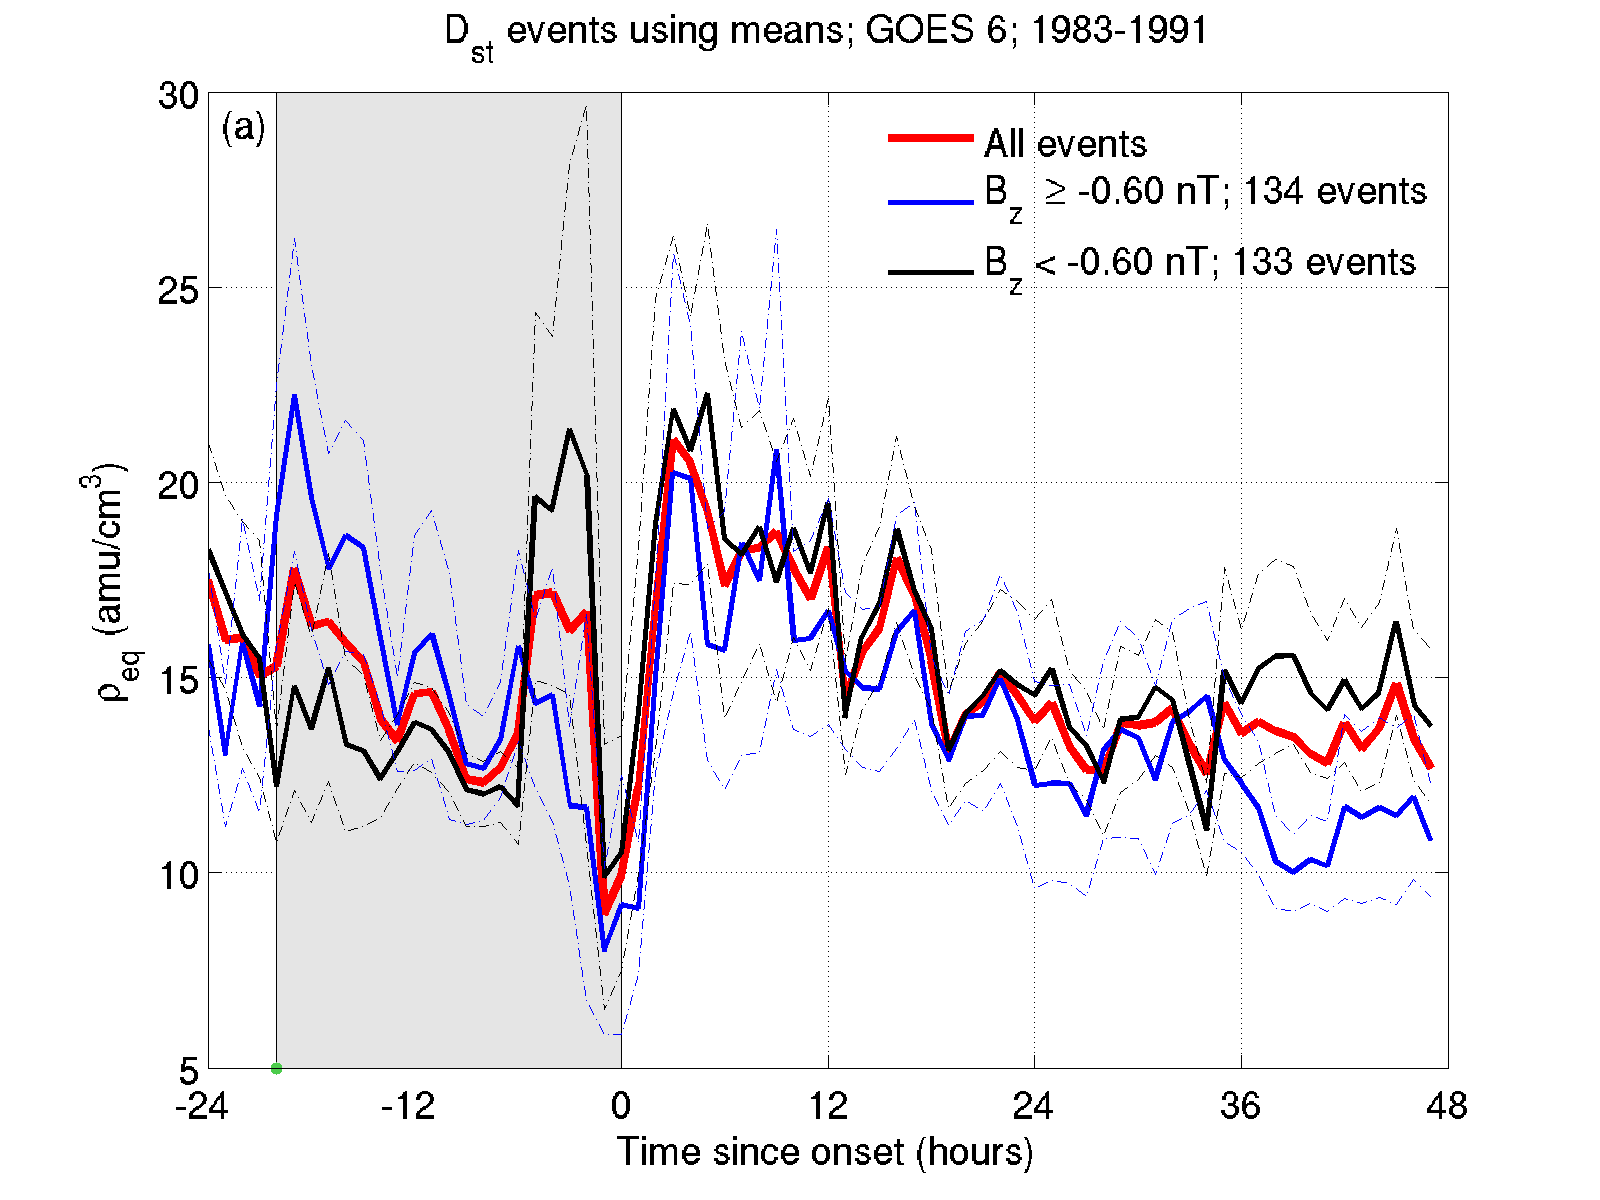 D_st events using means; GOES 6; 1983-1991
(a)
All events
B_z ≥ -0.60 nT; 134 events
B_z < -0.60 nT; 133 events
30
25
20
15
10
5
ρ_eq (amu/cm^3)
-24 -12 0 12 24 36 48
Time since onset (hours)